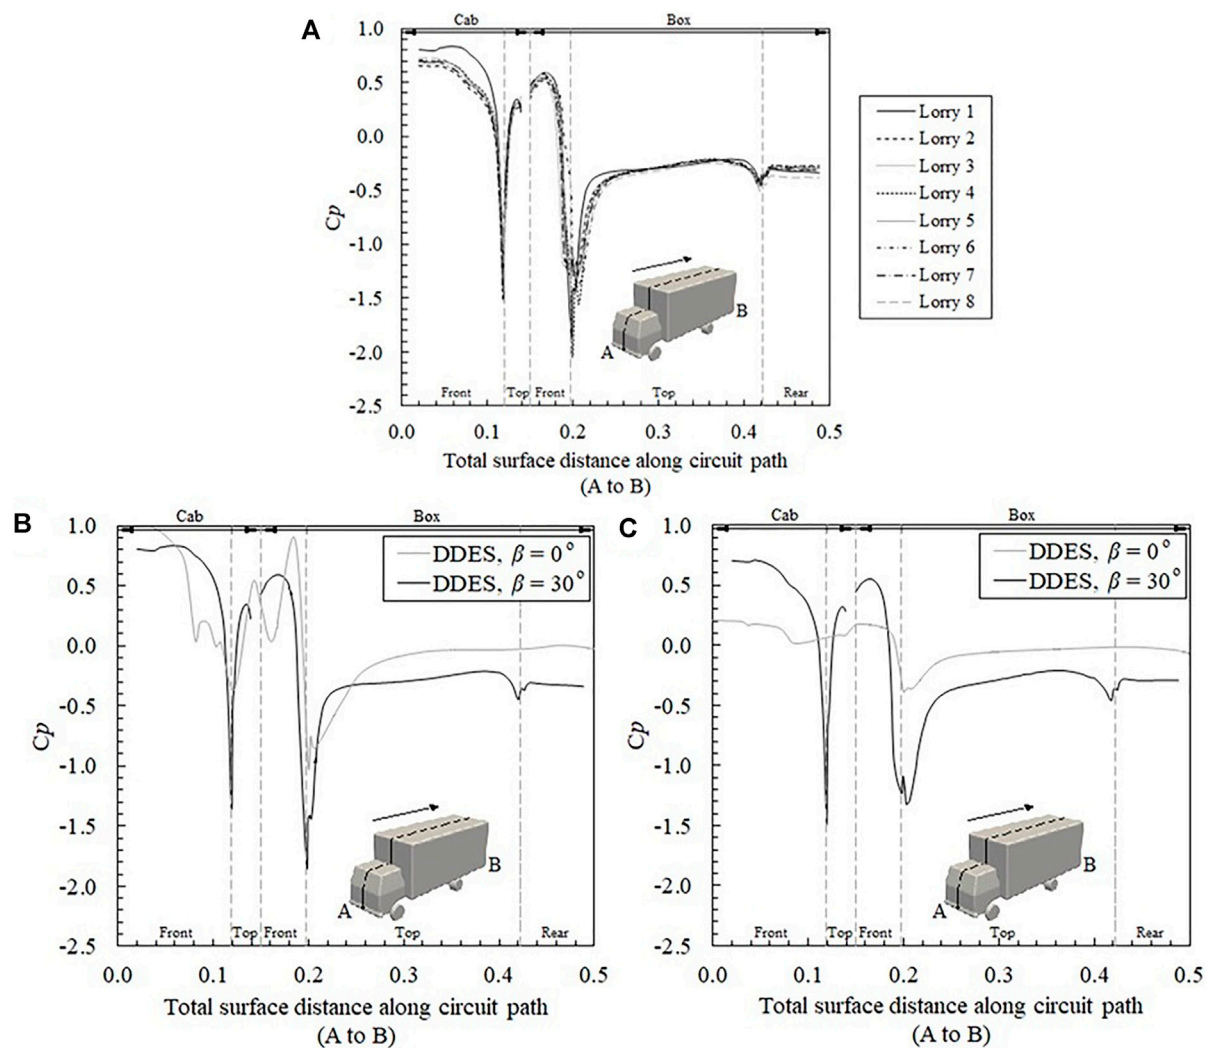 A
Cab
Box
1.0
0.5
0.0
-0.5
-1.0
-1.5
-2.0
-2.5
Cp
A
B
Front
Top
Front
Top
Rear
0.0
0.1
0.2
0.3
0.4
0.5
Total surface distance along circuit path
(A to B)
Lorry 1
Lorry 2
Lorry 3
Lorry 4
Lorry 5
Lorry 6
Lorry 7
Lorry 8
B
Cab
Box
1.0
0.5
0.0
-0.5
-1.0
-1.5
-2.0
-2.5
Cp
DDES, β = 0°
DDES, β = 30°
A
B
Front
Top
Front
Top
Rear
0.0
0.1
0.2
0.3
0.4
0.5
Total surface distance along circuit path
(A to B)
C
Cab
Box
1.0
0.5
0.0
-0.5
-1.0
-1.5
-2.0
-2.5
Cp
DDES, β = 0°
DDES, β = 30°
A
B
Front
Top
Front
Top
Rear
0.0
0.1
0.2
0.3
0.4
0.5
Total surface distance along circuit path
(A to B)